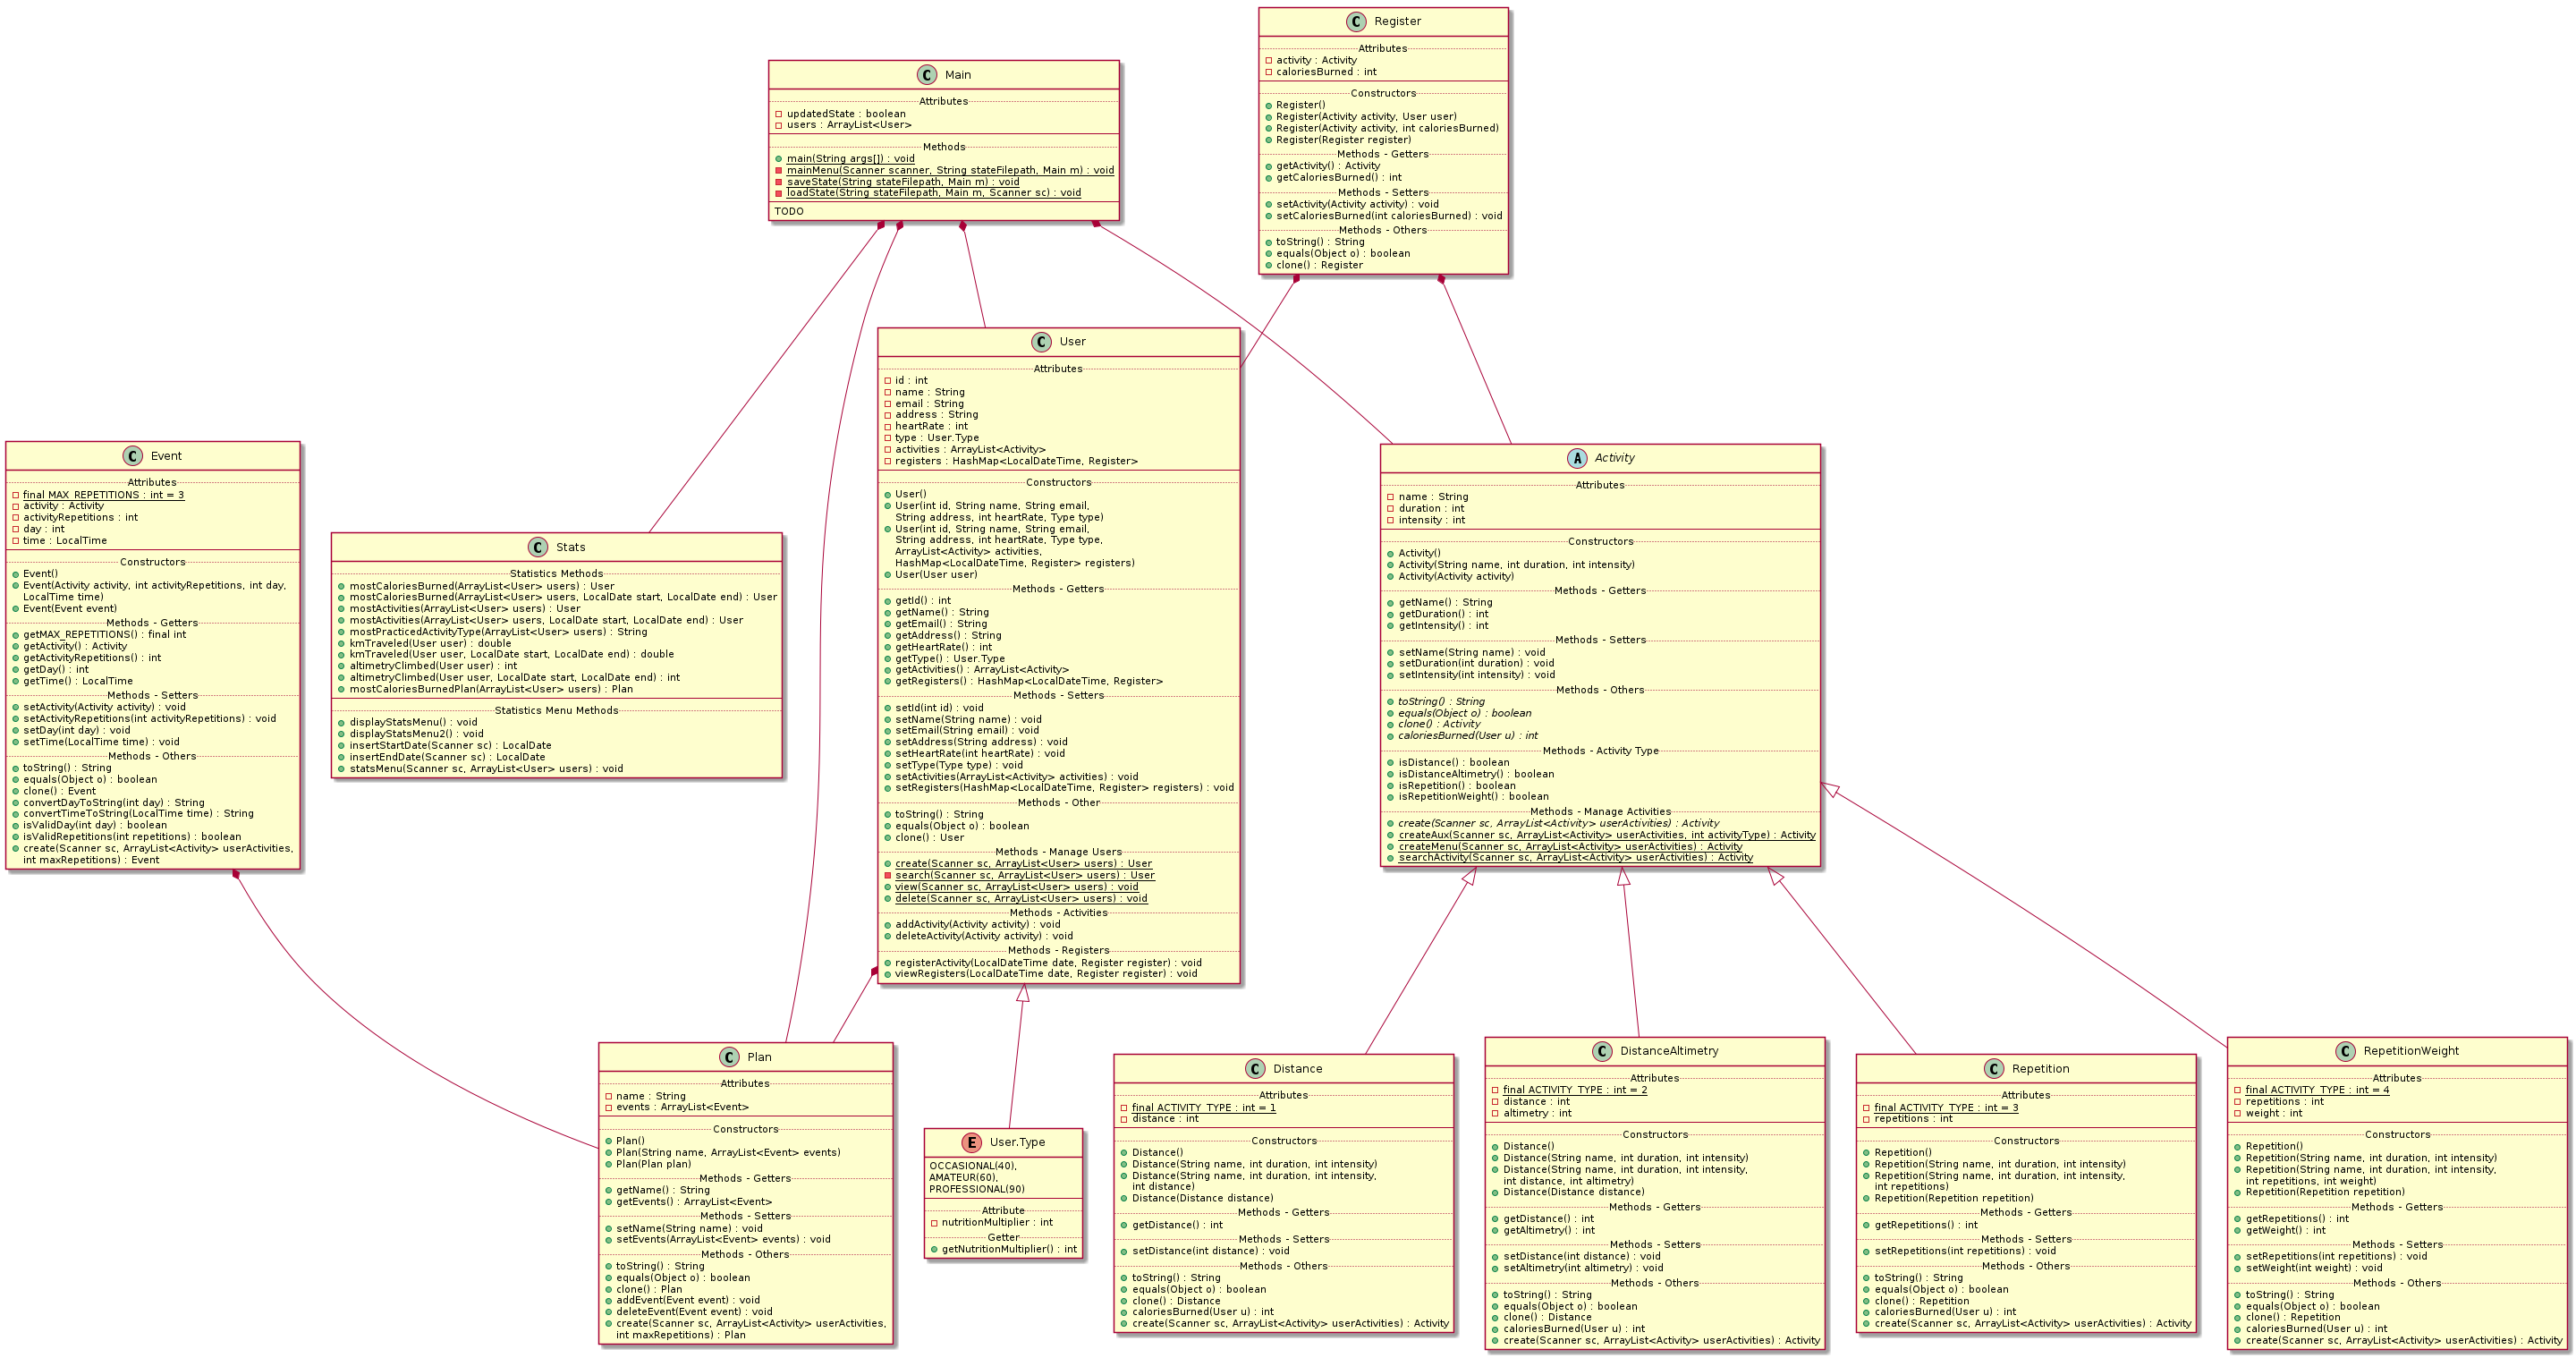 Register
Attributes
activity : Activity
caloriesBurned : int
Constructors
Register()
Register(Activity activity, User user)
Register(Activity activity, int caloriesBurned)
Register(Register register)
Methods - Getters
getActivity() : Activity
getCaloriesBurned() : int
Methods - Setters
setActivity(Activity activity) : void
setCaloriesBurned(int caloriesBurned) : void
Methods - Others
toString() : String
equals(Object o) : boolean
clone() : Register
Main
Attributes
updatedState : boolean
users : ArrayList<User>
Methods
main(String args[]) : void
mainMenu(Scanner scanner, String stateFilepath, Main m) : void
saveState(String stateFilepath, Main m) : void
loadState(String stateFilepath, Main m, Scanner sc) : void
TODO
User
Attributes
id : int
name : String
email : String
address : String
heartRate : int
type : User.Type
activities : ArrayList<Activity>
registers : HashMap<LocalDateTime, Register>
Constructors
User()
User(int id, String name, String email,
String address, int heartRate, Type type)
User(int id, String name, String email,
String address, int heartRate, Type type,
ArrayList<Activity> activities,
HashMap<LocalDateTime, Register> registers)
User(User user)
Methods - Getters
getId() : int
getName() : String
getEmail() : String
getAddress() : String
getHeartRate() : int
getType() : User.Type
getActivities() : ArrayList<Activity>
getRegisters() : HashMap<LocalDateTime, Register>
Methods - Setters
setId(int id) : void
setName(String name) : void
setEmail(String email) : void
setAddress(String address) : void
setHeartRate(int heartRate) : void
setType(Type type) : void
setActivities(ArrayList<Activity> activities) : void
setRegisters(HashMap<LocalDateTime, Register> registers) : void
Methods - Other
toString() : String
equals(Object o) : boolean
clone() : User
Methods - Manage Users
create(Scanner sc, ArrayList<User> users) : User
search(Scanner sc, ArrayList<User> users) : User
view(Scanner sc, ArrayList<User> users) : void
delete(Scanner sc, ArrayList<User> users) : void
Methods - Activities
addActivity(Activity activity) : void
deleteActivity(Activity activity) : void
Methods - Registers
registerActivity(LocalDateTime date, Register register) : void
viewRegisters(LocalDateTime date, Register register) : void
Event
Attributes
final MAX_REPETITIONS : int = 3
activity : Activity
activityRepetitions : int
day : int
time : LocalTime
Constructors
Event()
Event(Activity activity, int activityRepetitions, int day,
LocalTime time)
Event(Event event)
Methods - Getters
getMAX_REPETITIONS() : final int
getActivity() : Activity
getActivityRepetitions() : int
getDay() : int
getTime() : LocalTime
Methods - Setters
setActivity(Activity activity) : void
setActivityRepetitions(int activityRepetitions) : void
setDay(int day) : void
setTime(LocalTime time) : void
Methods - Others
toString() : String
equals(Object o) : boolean
clone() : Event
convertDayToString(int day) : String
convertTimeToString(LocalTime time) : String
isValidDay(int day) : boolean
isValidRepetitions(int repetitions) : boolean
create(Scanner sc, ArrayList<Activity> userActivities,
int maxRepetitions) : Event
Stats
Statistics Methods
mostCaloriesBurned(ArrayList<User> users) : User
mostCaloriesBurned(ArrayList<User> users, LocalDate start, LocalDate end) : User
mostActivities(ArrayList<User> users) : User
mostActivities(ArrayList<User> users, LocalDate start, LocalDate end) : User
mostPracticedActivityType(ArrayList<User> users) : String
kmTraveled(User user) : double
kmTraveled(User user, LocalDate start, LocalDate end) : double
altimetryClimbed(User user) : int
altimetryClimbed(User user, LocalDate start, LocalDate end) : int
mostCaloriesBurnedPlan(ArrayList<User> users) : Plan
Statistics Menu Methods
displayStatsMenu() : void
displayStatsMenu2() : void
insertStartDate(Scanner sc) : LocalDate
insertEndDate(Scanner sc) : LocalDate
statsMenu(Scanner sc, ArrayList<User> users) : void
Activity
Attributes
name : String
duration : int
intensity : int
Constructors
Activity()
Activity(String name, int duration, int intensity)
Activity(Activity activity)
Methods - Getters
getName() : String
getDuration() : int
getIntensity() : int
Methods - Setters
setName(String name) : void
setDuration(int duration) : void
setIntensity(int intensity) : void
Methods - Others
toString() : String
equals(Object o) : boolean
clone() : Activity
caloriesBurned(User u) : int
Methods - Activity Type
isDistance() : boolean
isDistanceAltimetry() : boolean
isRepetition() : boolean
isRepetitionWeight() : boolean
Methods - Manage Activities
create(Scanner sc, ArrayList<Activity> userActivities) : Activity
createAux(Scanner sc, ArrayList<Activity> userActivities, int activityType) : Activity
createMenu(Scanner sc, ArrayList<Activity> userActivities) : Activity
searchActivity(Scanner sc, ArrayList<Activity> userActivities) : Activity
Plan
Attributes
name : String
events : ArrayList<Event>
Constructors
Plan()
Plan(String name, ArrayList<Event> events)
Plan(Plan plan)
Methods - Getters
getName() : String
getEvents() : ArrayList<Event>
Methods - Setters
setName(String name) : void
setEvents(ArrayList<Event> events) : void
Methods - Others
toString() : String
equals(Object o) : boolean
clone() : Plan
addEvent(Event event) : void
deleteEvent(Event event) : void
create(Scanner sc, ArrayList<Activity> userActivities,
int maxRepetitions) : Plan
User.Type
OCCASIONAL(40),
AMATEUR(60),
PROFESSIONAL(90)
Attribute
nutritionMultiplier : int
Getter
getNutritionMultiplier() : int
Distance
Attributes
final ACTIVITY_TYPE : int = 1
distance : int
Constructors
Distance()
Distance(String name, int duration, int intensity)
Distance(String name, int duration, int intensity,
int distance)
Distance(Distance distance)
Methods - Getters
getDistance() : int
Methods - Setters
setDistance(int distance) : void
Methods - Others
toString() : String
equals(Object o) : boolean
clone() : Distance
caloriesBurned(User u) : int
create(Scanner sc, ArrayList<Activity> userActivities) : Activity
DistanceAltimetry
Attributes
final ACTIVITY_TYPE : int = 2
distance : int
altimetry : int
Constructors
Distance()
Distance(String name, int duration, int intensity)
Distance(String name, int duration, int intensity,
int distance, int altimetry)
Distance(Distance distance)
Methods - Getters
getDistance() : int
getAltimetry() : int
Methods - Setters
setDistance(int distance) : void
setAltimetry(int altimetry) : void
Methods - Others
toString() : String
equals(Object o) : boolean
clone() : Distance
caloriesBurned(User u) : int
create(Scanner sc, ArrayList<Activity> userActivities) : Activity
Repetition
Attributes
final ACTIVITY_TYPE : int = 3
repetitions : int
Constructors
Repetition()
Repetition(String name, int duration, int intensity)
Repetition(String name, int duration, int intensity,
int repetitions)
Repetition(Repetition repetition)
Methods - Getters
getRepetitions() : int
Methods - Setters
setRepetitions(int repetitions) : void
Methods - Others
toString() : String
equals(Object o) : boolean
clone() : Repetition
caloriesBurned(User u) : int
create(Scanner sc, ArrayList<Activity> userActivities) : Activity
RepetitionWeight
Attributes
final ACTIVITY_TYPE : int = 4
repetitions : int
weight : int
Constructors
Repetition()
Repetition(String name, int duration, int intensity)
Repetition(String name, int duration, int intensity,
int repetitions, int weight)
Repetition(Repetition repetition)
Methods - Getters
getRepetitions() : int
getWeight() : int
Methods - Setters
setRepetitions(int repetitions) : void
setWeight(int weight) : void
Methods - Others
toString() : String
equals(Object o) : boolean
clone() : Repetition
caloriesBurned(User u) : int
create(Scanner sc, ArrayList<Activity> userActivities) : Activity